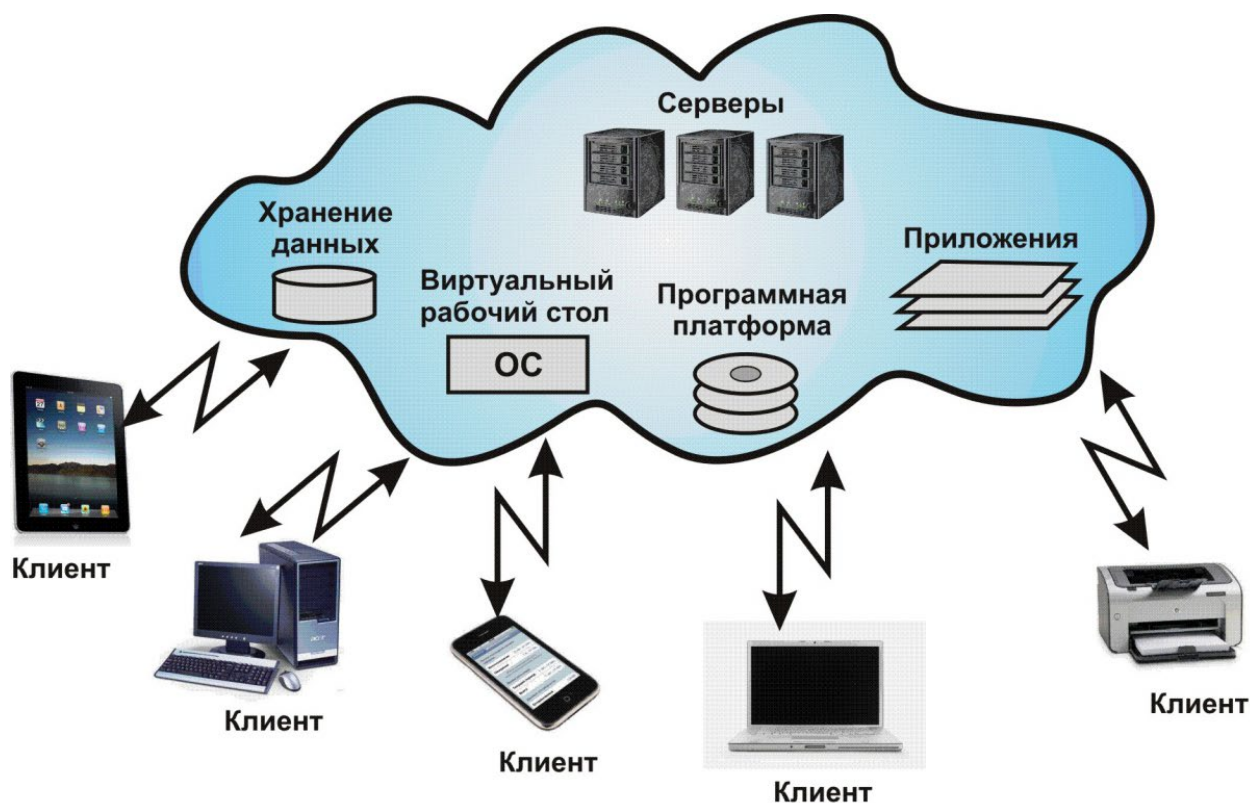 Серверы
Хранение
данных
Приложения
Виртуальный
рабочий стол
Программная
платформа
ОС
Клиент
Клиент
Клиент
Клиент
Клиент